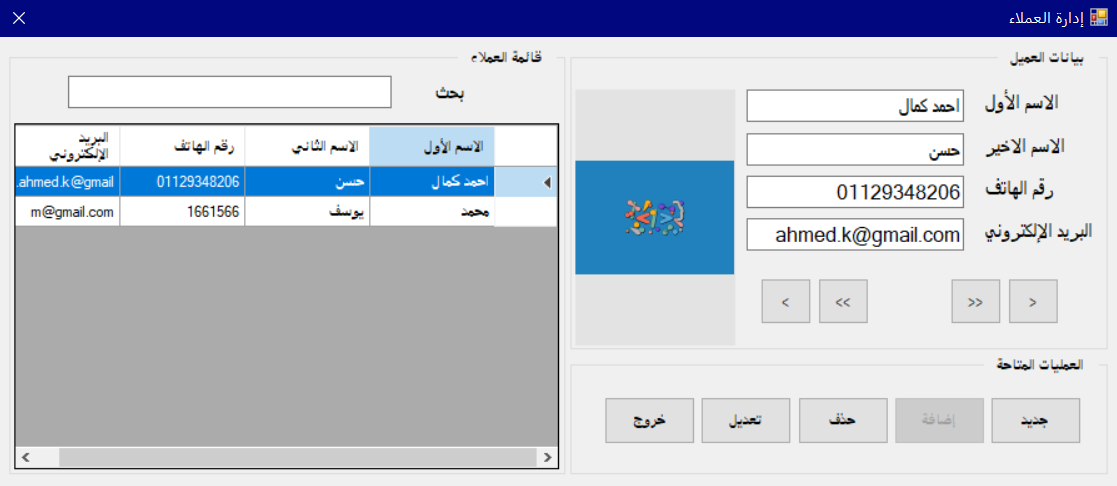 إدارة العملاء
بيانات العميل
الاسم الأول
احمد كمال
الاسم الاخير
حسن
رقم الهاتف
01129348206
البريد الإلكتروني
ahmed.k@gmail.com
< << >> >
العمليات المتاحة
جديد إضافة حذف تعديل خروج
قائمة العملاء
بحث
الاسم الأول الاسم الثاني رقم الهاتف البريد الإلكتروني
احمد كمال حسن 01129348206 ahmed.k@gmail.
محمد يوسف 1661566 m@gmail.com